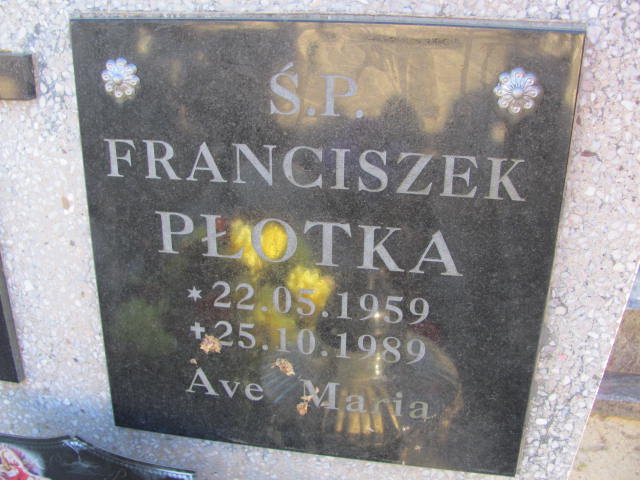 Ś.P.
FRANCISZEK
PŁOTKA
* 22.05.1959
✝ 25.10.1989
Ave Maria